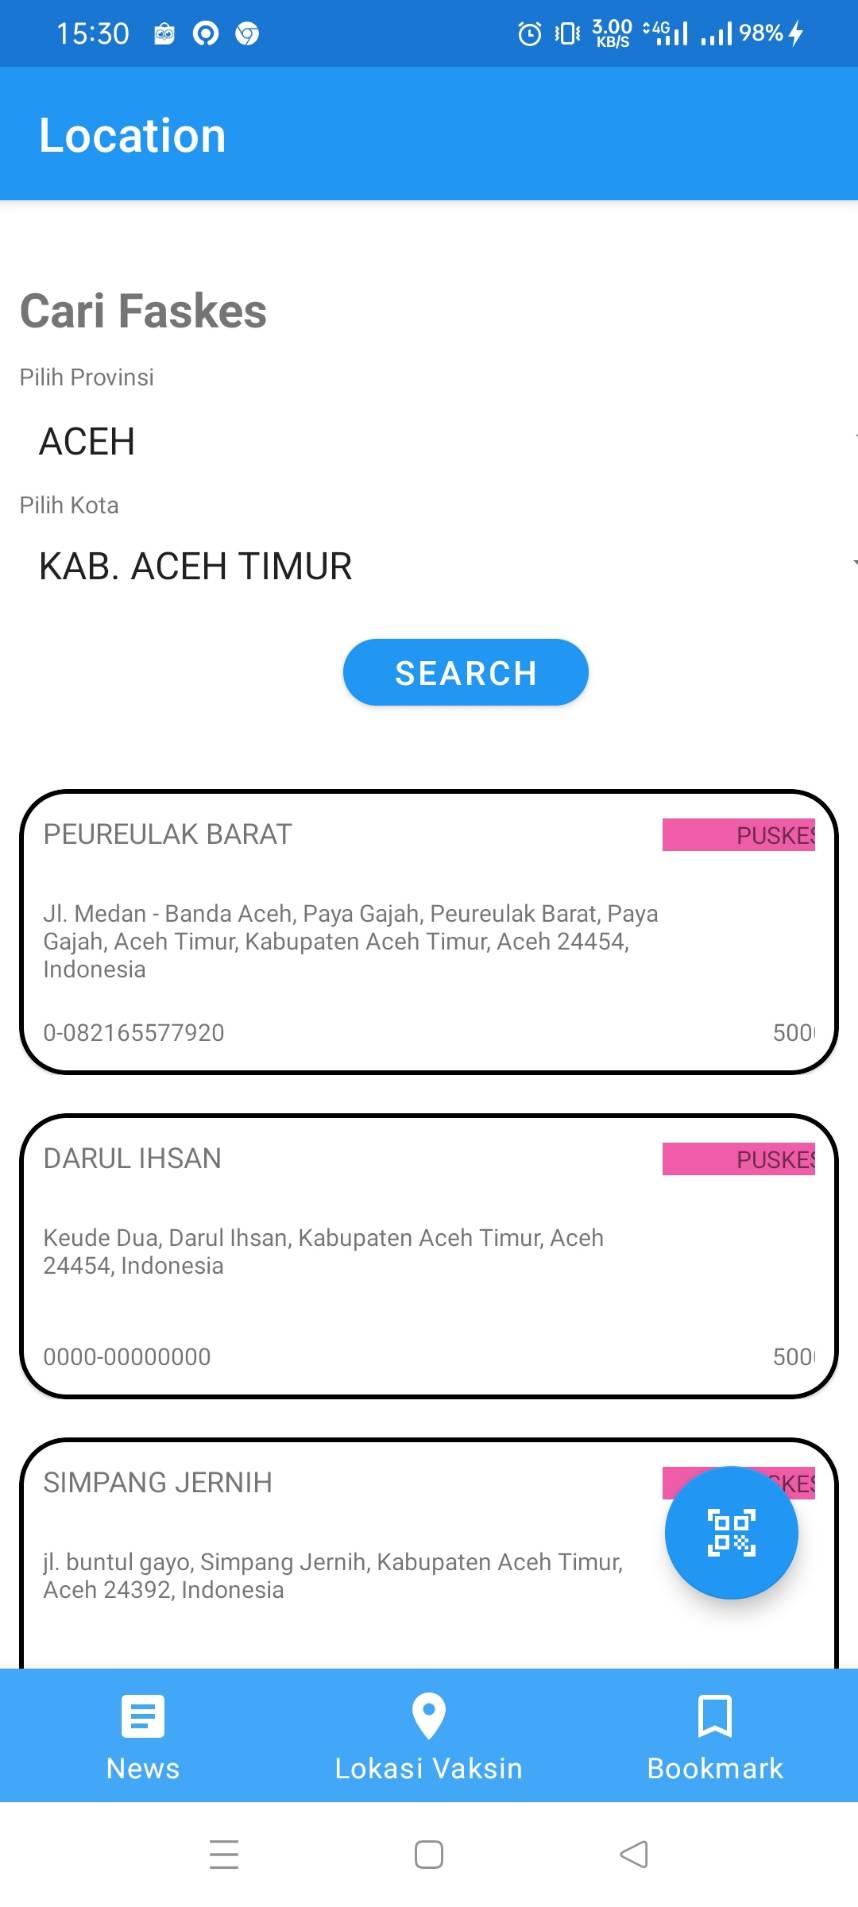 15:30 3.00 KB/S 4G 98%
Location
Cari Faskes
Pilih Provinsi
ACEH
Pilih Kota
KAB. ACEH TIMUR
SEARCH
PEUREULAK BARAT PUSKES
Jl. Medan - Banda Aceh, Paya Gajah, Peureulak Barat, Paya
Gajah, Aceh Timur, Kabupaten Aceh Timur, Aceh 24454,
Indonesia
0-082165577920 500
DARUL IHSAN PUSKES
Keude Dua, Darul Ihsan, Kabupaten Aceh Timur, Aceh
24454, Indonesia
0000-00000000 500
SIMPANG JERNIH KES
jl. buntul gayo, Simpang Jernih, Kabupaten Aceh Timur,
Aceh 24392, Indonesia
News Lokasi Vaksin Bookmark